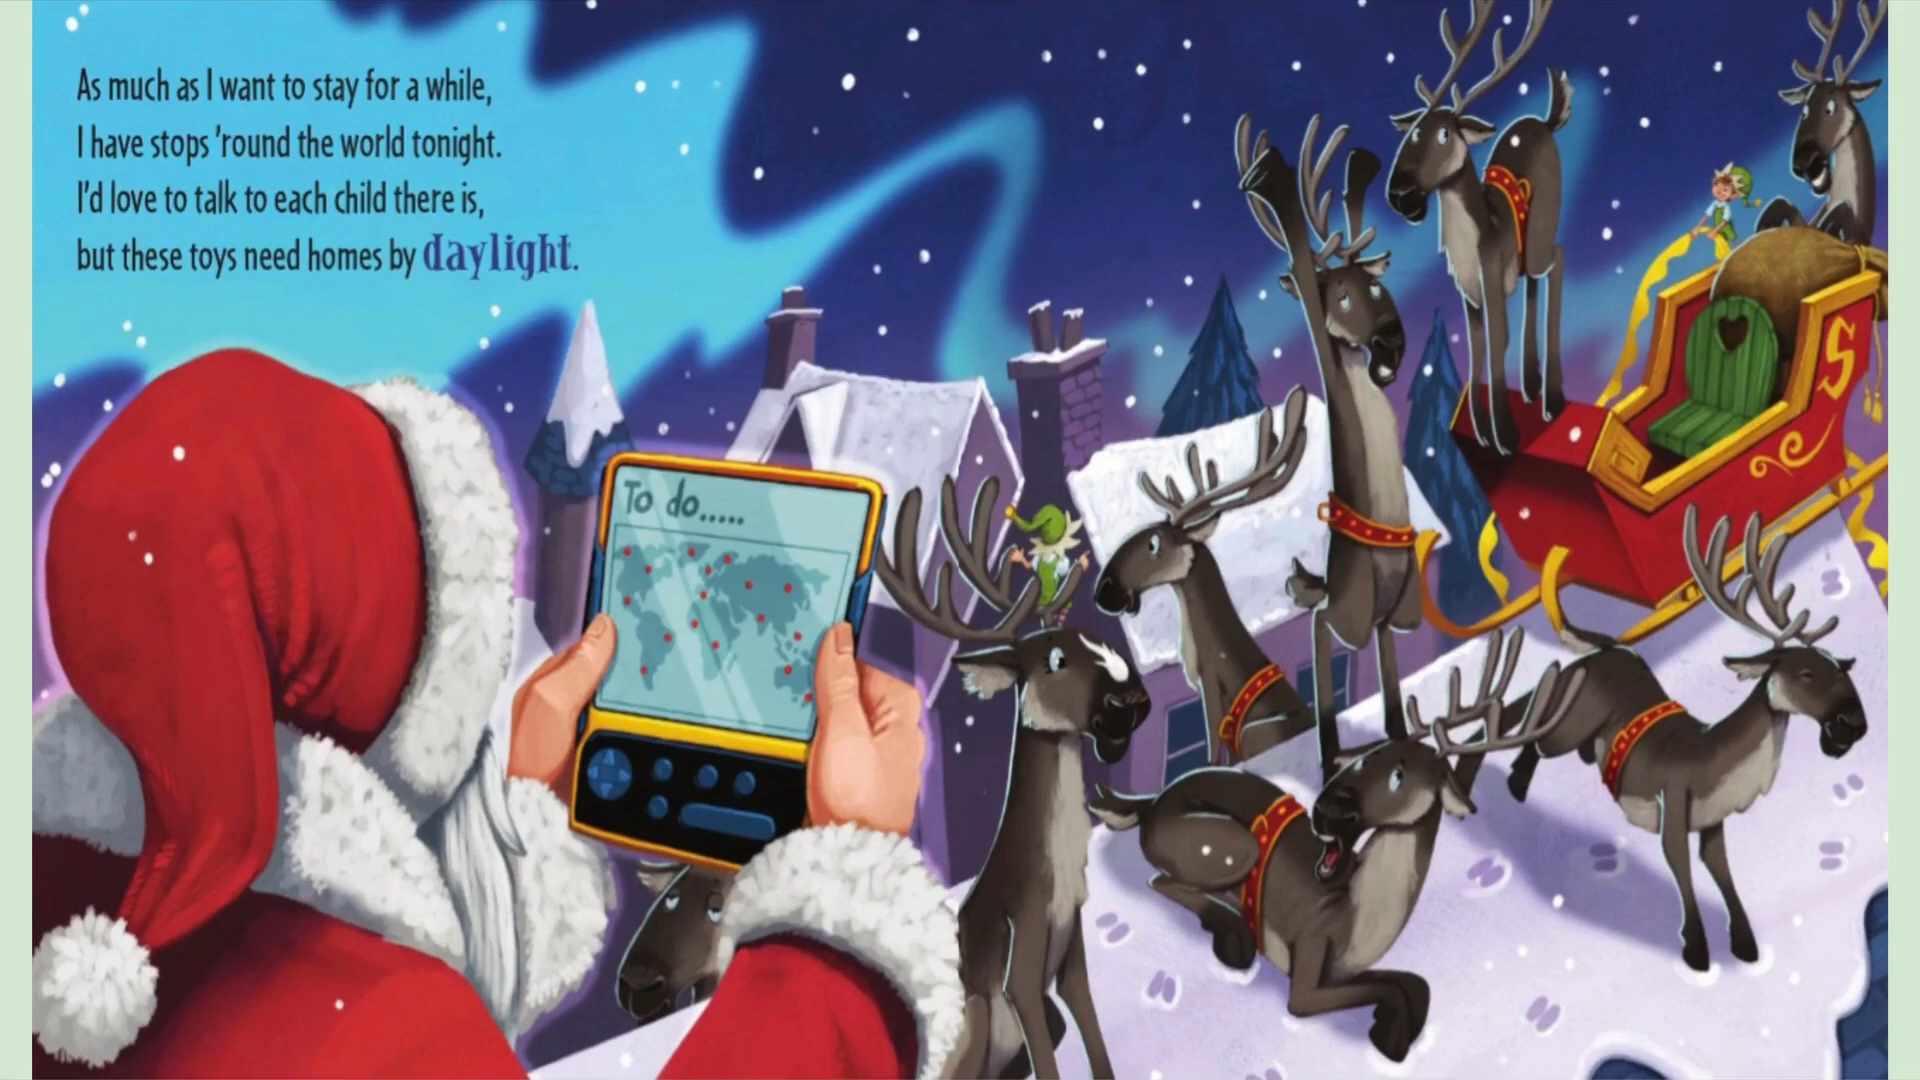 As much as I want to stay for a while,
I have stops 'round the world tonight.
I'd love to talk to each child there is,
but these toys need homes by daylight.
To do.....
S